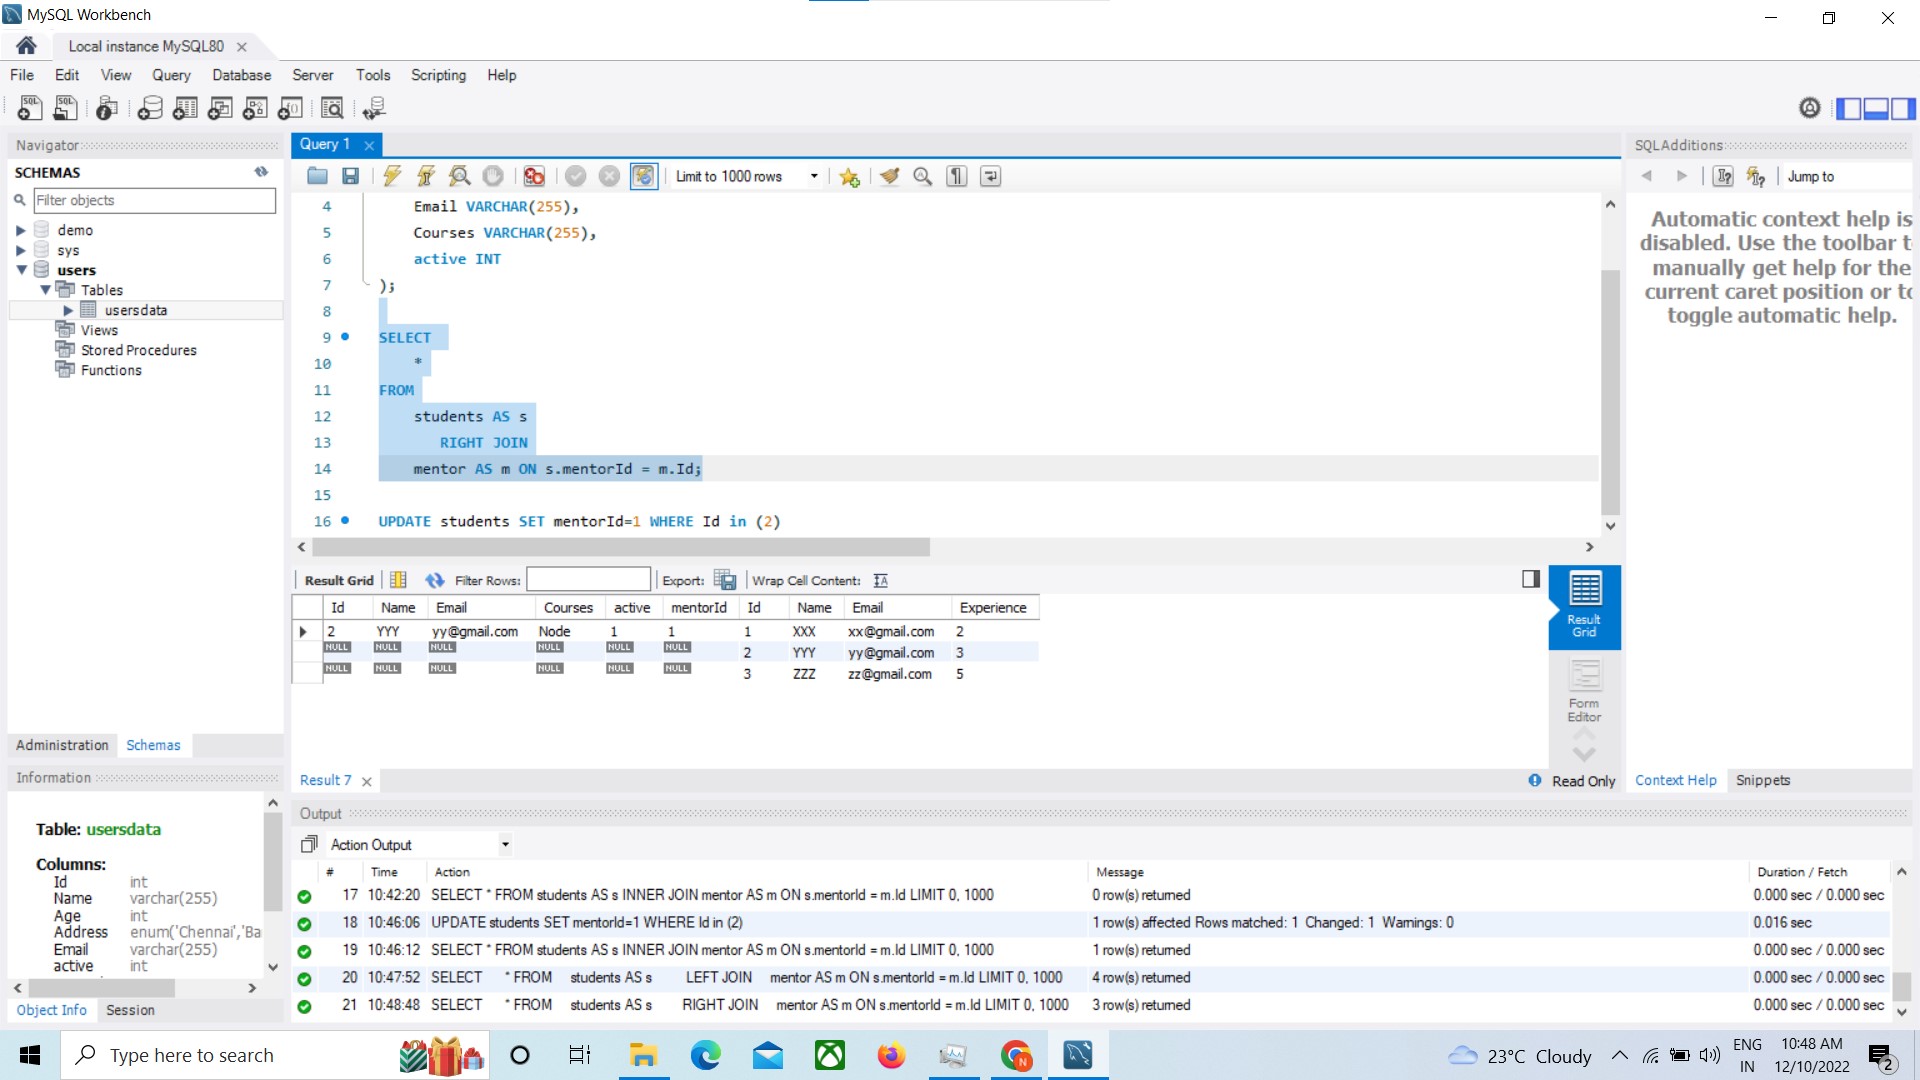 MySQL Workbench
Local instance MySQL80
File Edit View Query Database Server Tools Scripting Help
Navigator
SCHEMAS
Filter objects
demo
sys
users
Tables
usersdata
Views
Stored Procedures
Functions
Administration Schemas
Information
Table: usersdata
Columns:
Id int
Name varchar(255)
Age int
Address enum('Chennai','Ba
Email varchar(255)
active int
Object Info Session
Query 1
Limit to 1000 rows
4 Email VARCHAR(255),
5 Courses VARCHAR(255),
6 active INT
7 );
8
9 SELECT
10 *
11 FROM
12 students AS s
13 RIGHT JOIN
14 mentor AS m ON s.mentorId = m.Id;
15
16 UPDATE students SET mentorId=1 WHERE Id in (2)
Result Grid Filter Rows: Export: Wrap Cell Content:
Id Name Email Courses active mentorId Id Name Email Experience
2 YYY yy@gmail.com Node 1 1 1 XXX xx@gmail.com 2
NULL NULL NULL NULL NULL NULL 2 YYY yy@gmail.com 3
NULL NULL NULL NULL NULL NULL 3 ZZZ zz@gmail.com 5
Result
Grid
Form
Editor
Result 7
Read Only
SQLAdditions
Jump to
Automatic context help is
disabled. Use the toolbar t
manually get help for the
current caret position or to
toggle automatic help.
Context Help Snippets
Output
Action Output
# Time Action Message Duration / Fetch
17 10:42:20 SELECT * FROM students AS s INNER JOIN mentor AS m ON s.mentorId = m.Id LIMIT 0, 1000 0 row(s) returned 0.000 sec / 0.000 sec
18 10:46:06 UPDATE students SET mentorId=1 WHERE Id in (2) 1 row(s) affected Rows matched: 1 Changed: 1 Warnings: 0 0.016 sec
19 10:46:12 SELECT * FROM students AS s INNER JOIN mentor AS m ON s.mentorId = m.Id LIMIT 0, 1000 1 row(s) returned 0.000 sec / 0.000 sec
20 10:47:52 SELECT * FROM students AS s LEFT JOIN mentor AS m ON s.mentorId = m.Id LIMIT 0, 1000 4 row(s) returned 0.000 sec / 0.000 sec
21 10:48:48 SELECT * FROM students AS s RIGHT JOIN mentor AS m ON s.mentorId = m.Id LIMIT 0, 1000 3 row(s) returned 0.000 sec / 0.000 sec
Type here to search
23°C Cloudy
ENG
IN
10:48 AM
12/10/2022
2